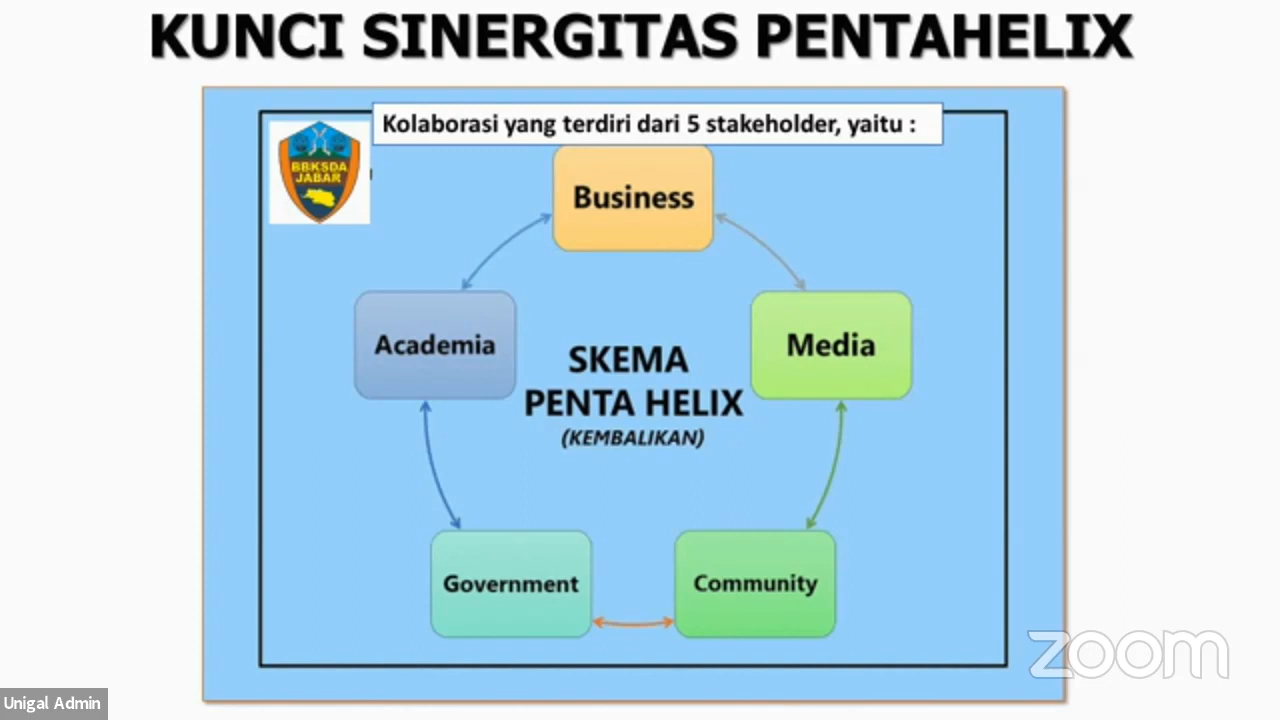 KUNCI SINERGITAS PENTAHELIX
Kolaborasi yang terdiri dari 5 stakeholder, yaitu :
BBKSDA
JABAR
Business
Academia
Media
SKEMA
PENTA HELIX
(KEMBALIKAN)
Government
Community
zoom
Unigal Admin